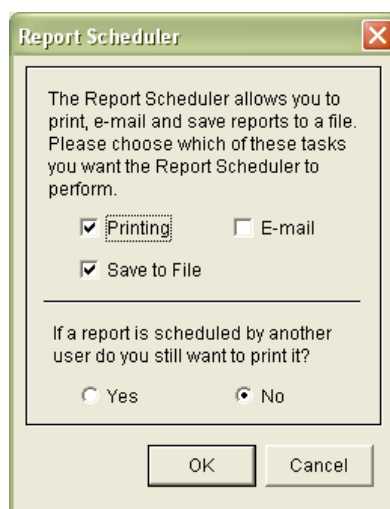 Report Scheduler
The Report Scheduler allows you to
print, e-mail and save reports to a file.
Please choose which of these tasks
you want the Report Scheduler to
perform.
Printing E-mail
Save to File
If a report is scheduled by another
user do you still want to print it?
Yes No
OK Cancel